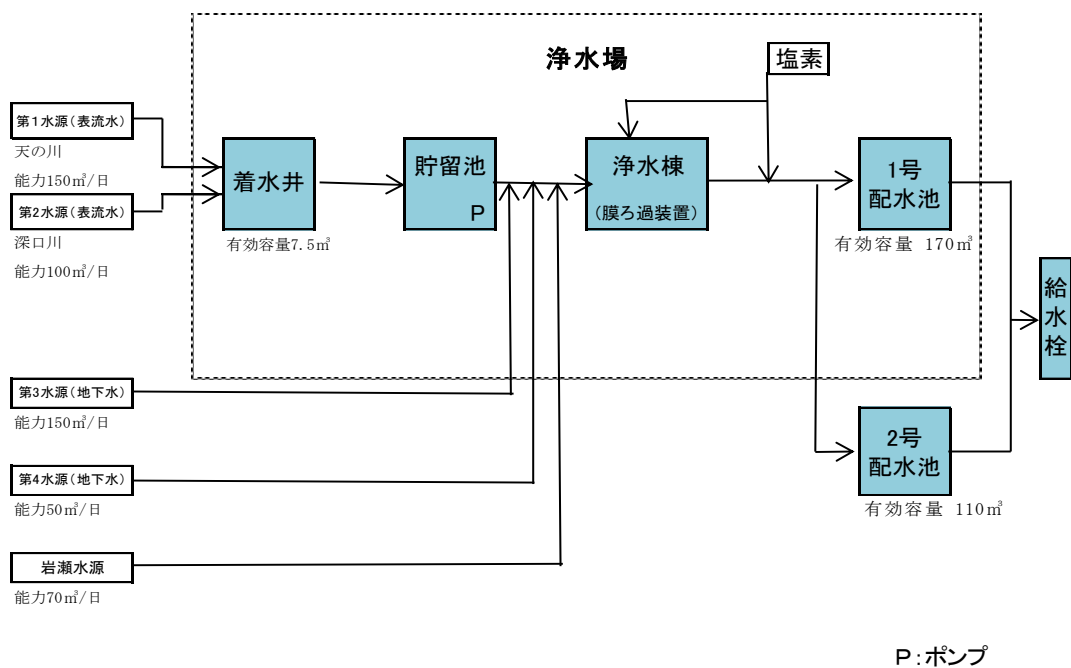 浄水場
塩素
第1水源(表流水)
天の川
能力150㎥/日
第2水源(表流水)
深口川
能力100㎥/日
着水井
有効容量7.5㎥
貯留池
P
浄水棟
(膜ろ過装置)
1号
配水池
有効容量 170㎥
給水栓
第3水源(地下水)
能力150㎥/日
2号
配水池
有効容量 110㎥
第4水源(地下水)
能力50㎥/日
岩瀬水源
能力70㎥/日
P:ポンプ